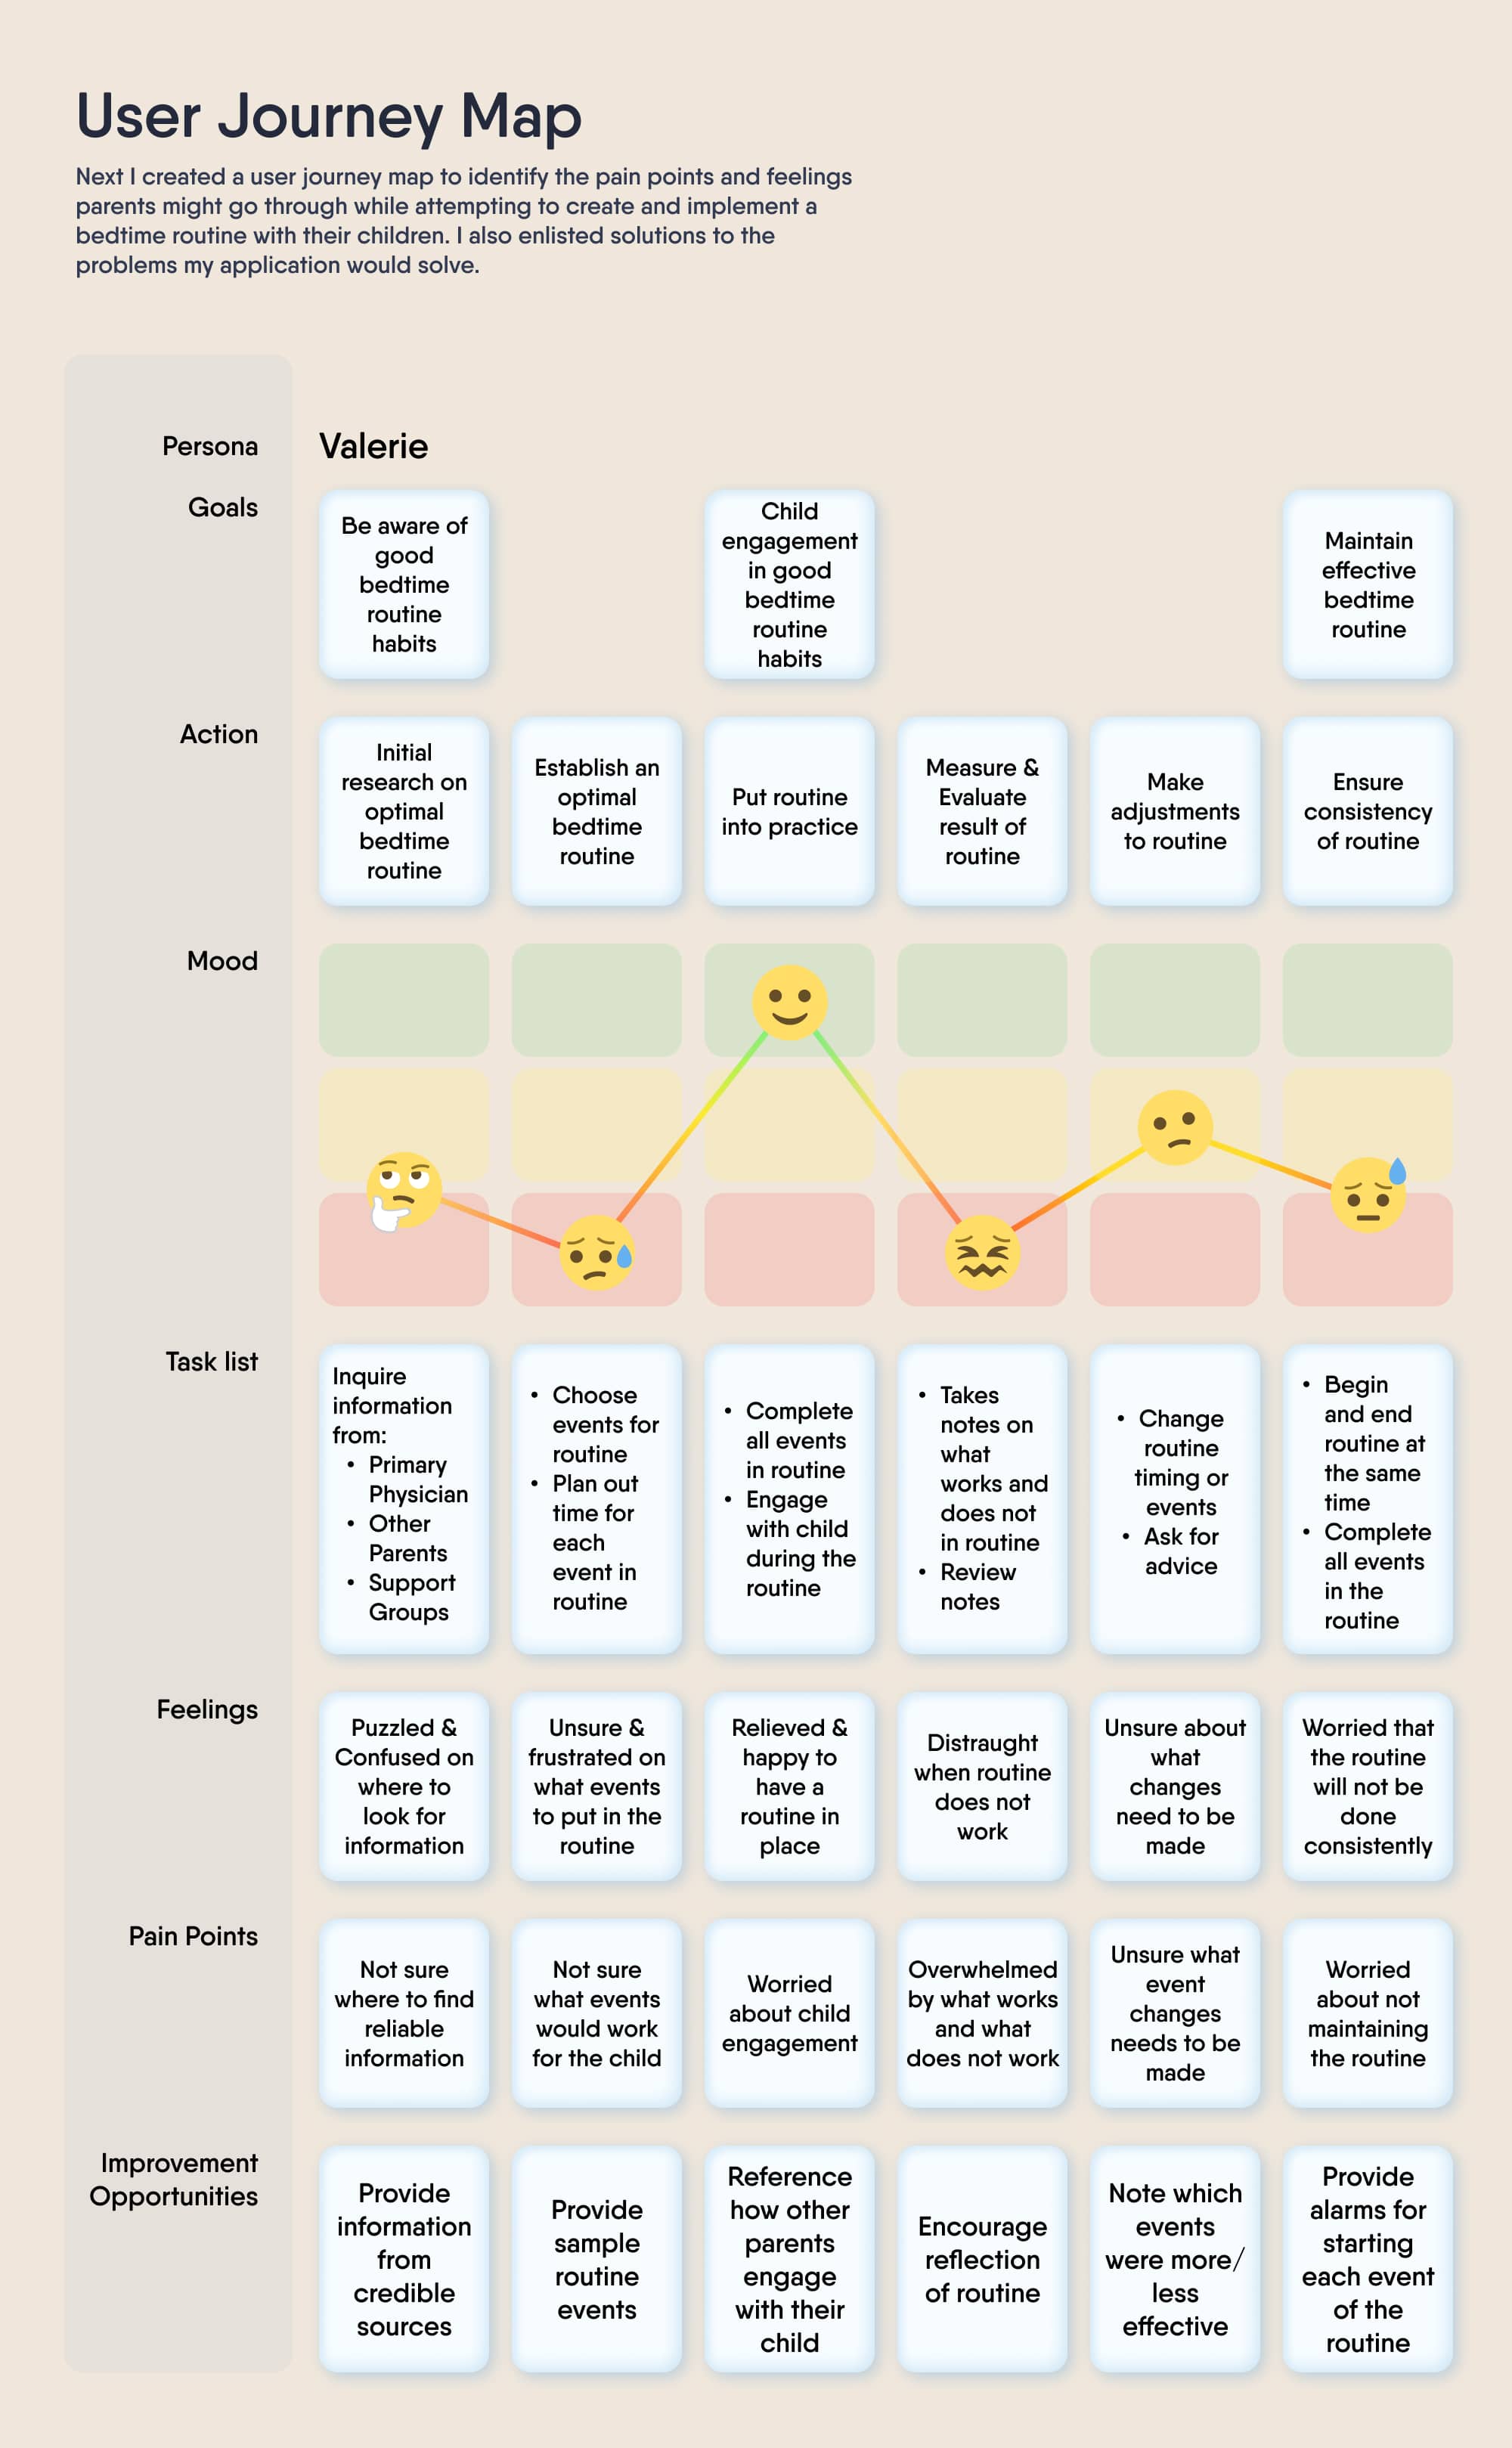 User Journey Map
Next I created a user journey map to identify the pain points and feelings
parents might go through while attempting to create and implement a
bedtime routine with their children. I also enlisted solutions to the
problems my application would solve.
Persona
Valerie
Goals
Be aware of
good
bedtime
routine
habits
Child
engagement
in good
bedtime
routine
habits
Maintain
effective
bedtime
routine
Action
Initial
research on
optimal
bedtime
routine
Establish an
optimal
bedtime
routine
Put routine
into practice
Measure &
Evaluate
result of
routine
Make
adjustments
to routine
Ensure
consistency
of routine
Mood
Task list
Inquire
information
from:
• Primary
Physician
• Other
Parents
• Support
Groups
• Choose
events for
routine
• Plan out
time for
each
event in
routine
• Complete
all events
in routine
• Engage
with child
during the
routine
• Takes
notes on
what
works and
does not
in routine
• Review
notes
• Change
routine
timing or
events
• Ask for
advice
• Begin
and end
routine at
the same
time
• Complete
all events
in the
routine
Feelings
Puzzled &
Confused on
where to
look for
information
Unsure &
frustrated on
what events
to put in the
routine
Relieved &
happy to
have a
routine in
place
Distraught
when routine
does not
work
Unsure about
what
changes
need to be
made
Worried that
the routine
will not be
done
consistently
Pain Points
Not sure
where to find
reliable
information
Not sure
what events
would work
for the child
Worried
about child
engagement
Overwhelmed
by what works
and what
does not work
Unsure what
event
changes
needs to be
made
Worried
about not
maintaining
the routine
Improvement
Opportunities
Provide
information
from
credible
sources
Provide
sample
routine
events
Reference
how other
parents
engage
with their
child
Encourage
reflection
of routine
Note which
events
were more/
less
effective
Provide
alarms for
starting
each event
of the
routine